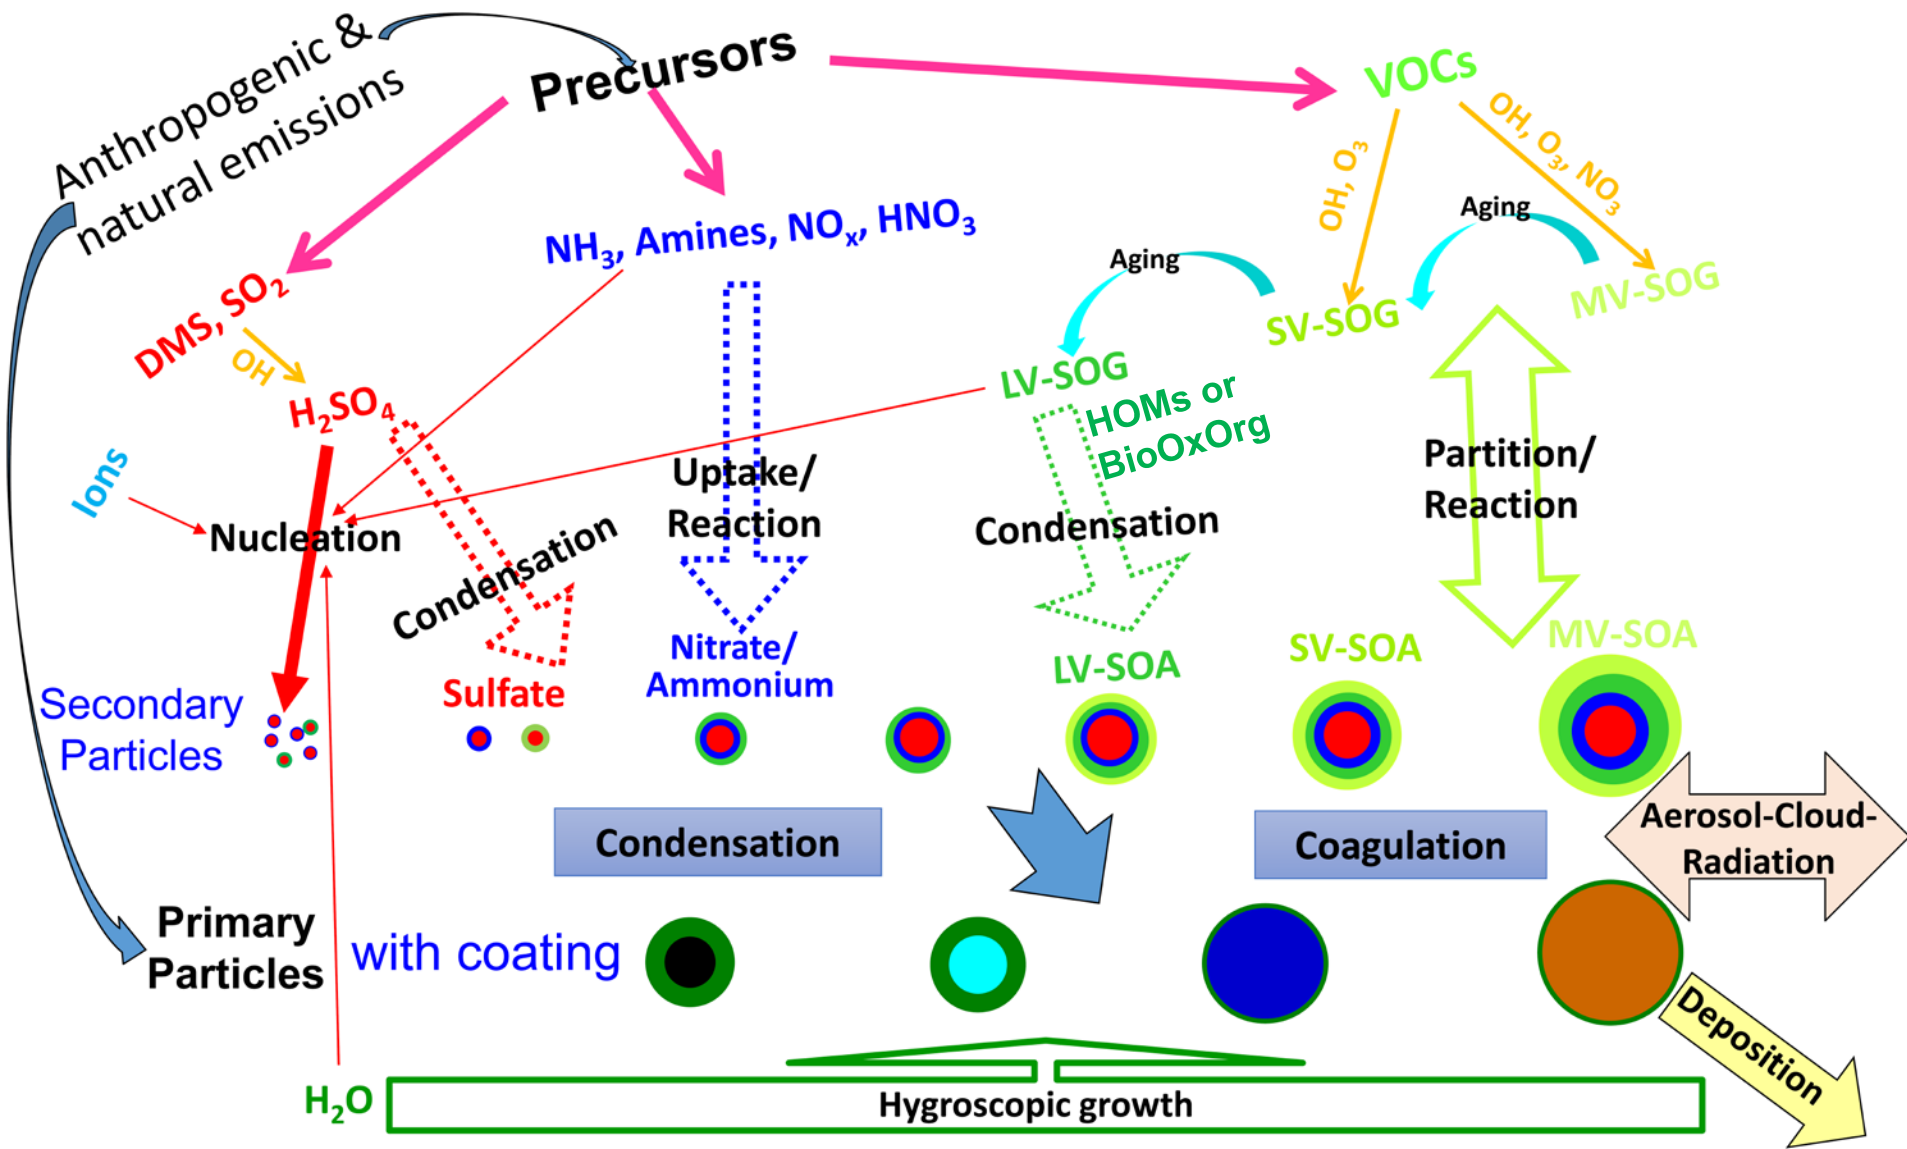 Anthropogenic &
natural emissions
Precursors
VOCs
OH, O₃
OH, O₃, NO₃
Aging
Aging
NH₃, Amines, NOₓ, HNO₃
DMS, SO₂
OH
H₂SO₄
MV-SOG
SV-SOG
LV-SOG
HOMs or
BioOxOrg
Ions
Nucleation
Condensation
Uptake/
Reaction
Condensation
Partition/
Reaction
Sulfate
Nitrate/
Ammonium
LV-SOA
SV-SOA
MV-SOA
Secondary
Particles
Condensation
Coagulation
Aerosol-Cloud-
Radiation
Primary
Particles
with coating
Deposition
H₂O
Hygroscopic growth